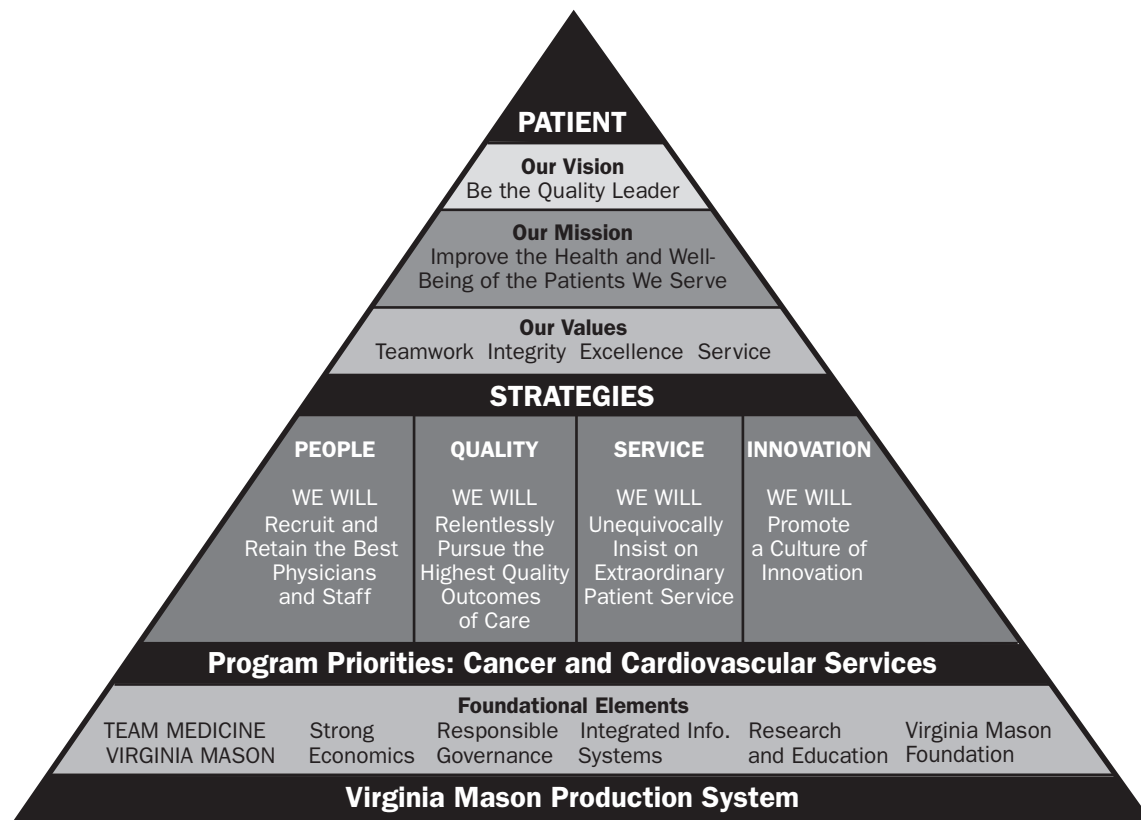 PATIENT
Our Vision
Be the Quality Leader
Our Mission
Improve the Health and Well-
Being of the Patients We Serve
Our Values
Teamwork Integrity Excellence Service
STRATEGIES
PEOPLE
WE WILL
Recruit and
Retain the Best
Physicians
and Staff
QUALITY
WE WILL
Relentlessly
Pursue the
Highest Quality
Outcomes
of Care
SERVICE
WE WILL
Unequivocally
Insist on
Extraordinary
Patient Service
INNOVATION
WE WILL
Promote
a Culture of
Innovation
Program Priorities: Cancer and Cardiovascular Services
Foundational Elements
TEAM MEDICINE
VIRGINIA MASON
Strong
Economics
Responsible
Governance
Integrated Info.
Systems
Research
and Education
Virginia Mason
Foundation
Virginia Mason Production System